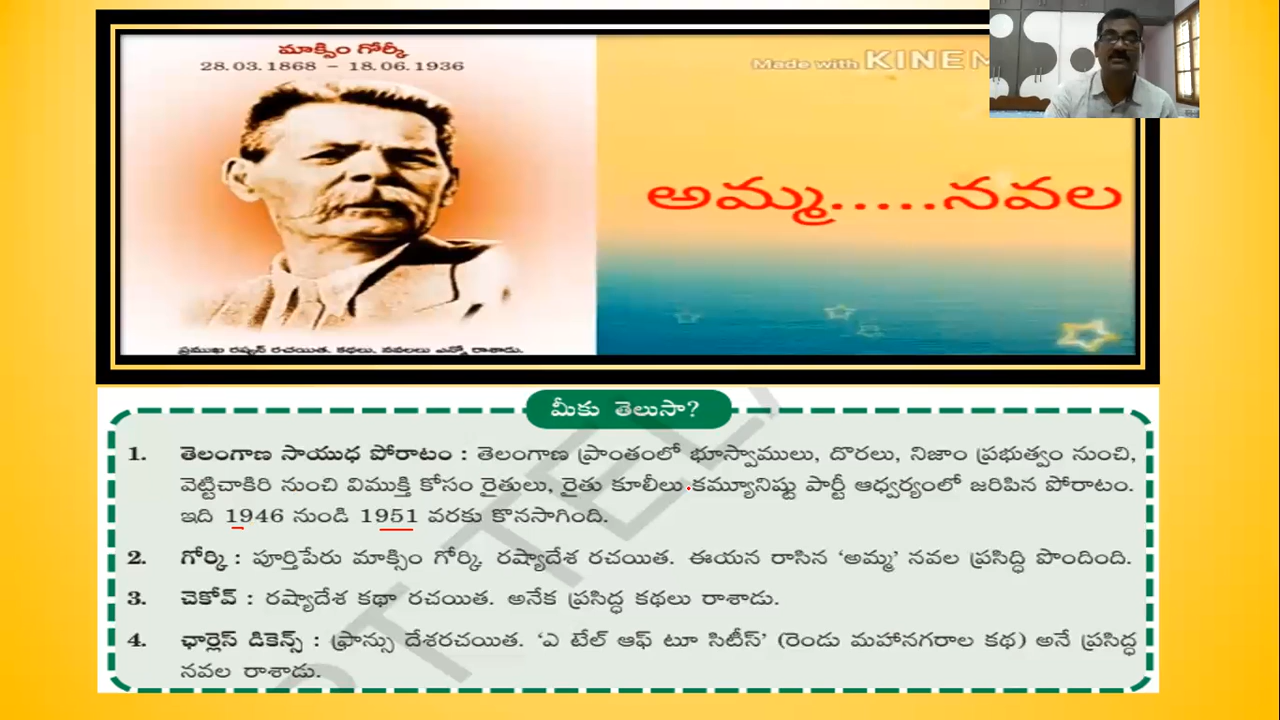 మాక్సిం గోర్కీ
28.03.1868 – 18.06.1936
Made with KINEM
అమ్మ.....నవల
ప్రముఖ రష్యన్ రచయిత. కథలు, నవలలు ఎన్నో రాశాడు.
మీకు తెలుసా?
1. తెలంగాణ సాయుధ పోరాటం : తెలంగాణ ప్రాంతంలో భూస్వాములు, దొరలు, నిజాం ప్రభుత్వం నుంచి,
వెట్టిచాకిరి నుంచి విముక్తి కోసం రైతులు, రైతు కూలీలు కమ్యూనిష్టు పార్టీ ఆధ్వర్యంలో జరిపిన పోరాటం.
ఇది 1946 నుండి 1951 వరకు కొనసాగింది.
2. గోర్కి : పూర్తిపేరు మాక్సిం గోర్కి. రష్యాదేశ రచయిత. ఈయన రాసిన ‘అమ్మ’ నవల ప్రసిద్ధి పొందింది.
3. చెకోవ్ : రష్యాదేశ కథా రచయిత. అనేక ప్రసిద్ధ కథలు రాశాడు.
4. ఛార్లెస్ డికెన్స్ : ఫ్రాన్సు దేశరచయిత. ‘ఎ టేల్ ఆఫ్ టూ సిటీస్’ (రెండు మహానగరాల కథ) అనే ప్రసిద్ధ
నవల రాశాడు.